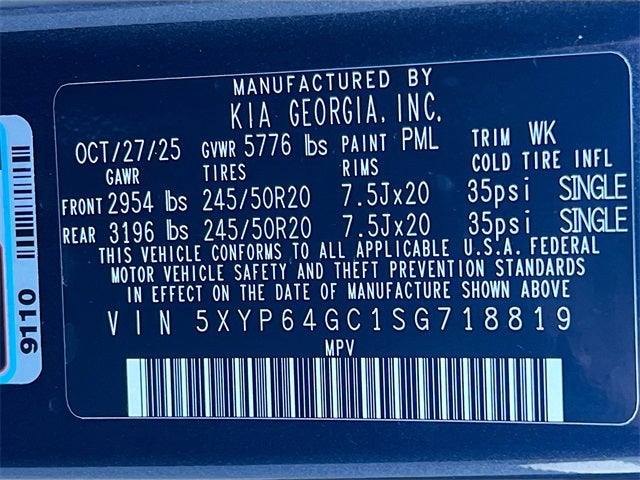 MANUFACTURED BY
KIA GEORGIA, INC.
OCT/27/25 GVWR 5776 lbs PAINT PML TRIM WK
GAWR TIRES RIMS COLD TIRE INFL
FRONT 2954 lbs 245/50R20 7.5Jx20 35psi SINGLE
REAR 3196 lbs 245/50R20 7.5Jx20 35psi SINGLE
THIS VEHICLE CONFORMS TO ALL APPLICABLE U.S.A. FEDERAL
MOTOR VEHICLE SAFETY AND THEFT PREVENTION STANDARDS
IN EFFECT ON THE DATE OF MANUFACTURE SHOWN ABOVE
VIN 5XYP64GC1SG718819
MPV
9110